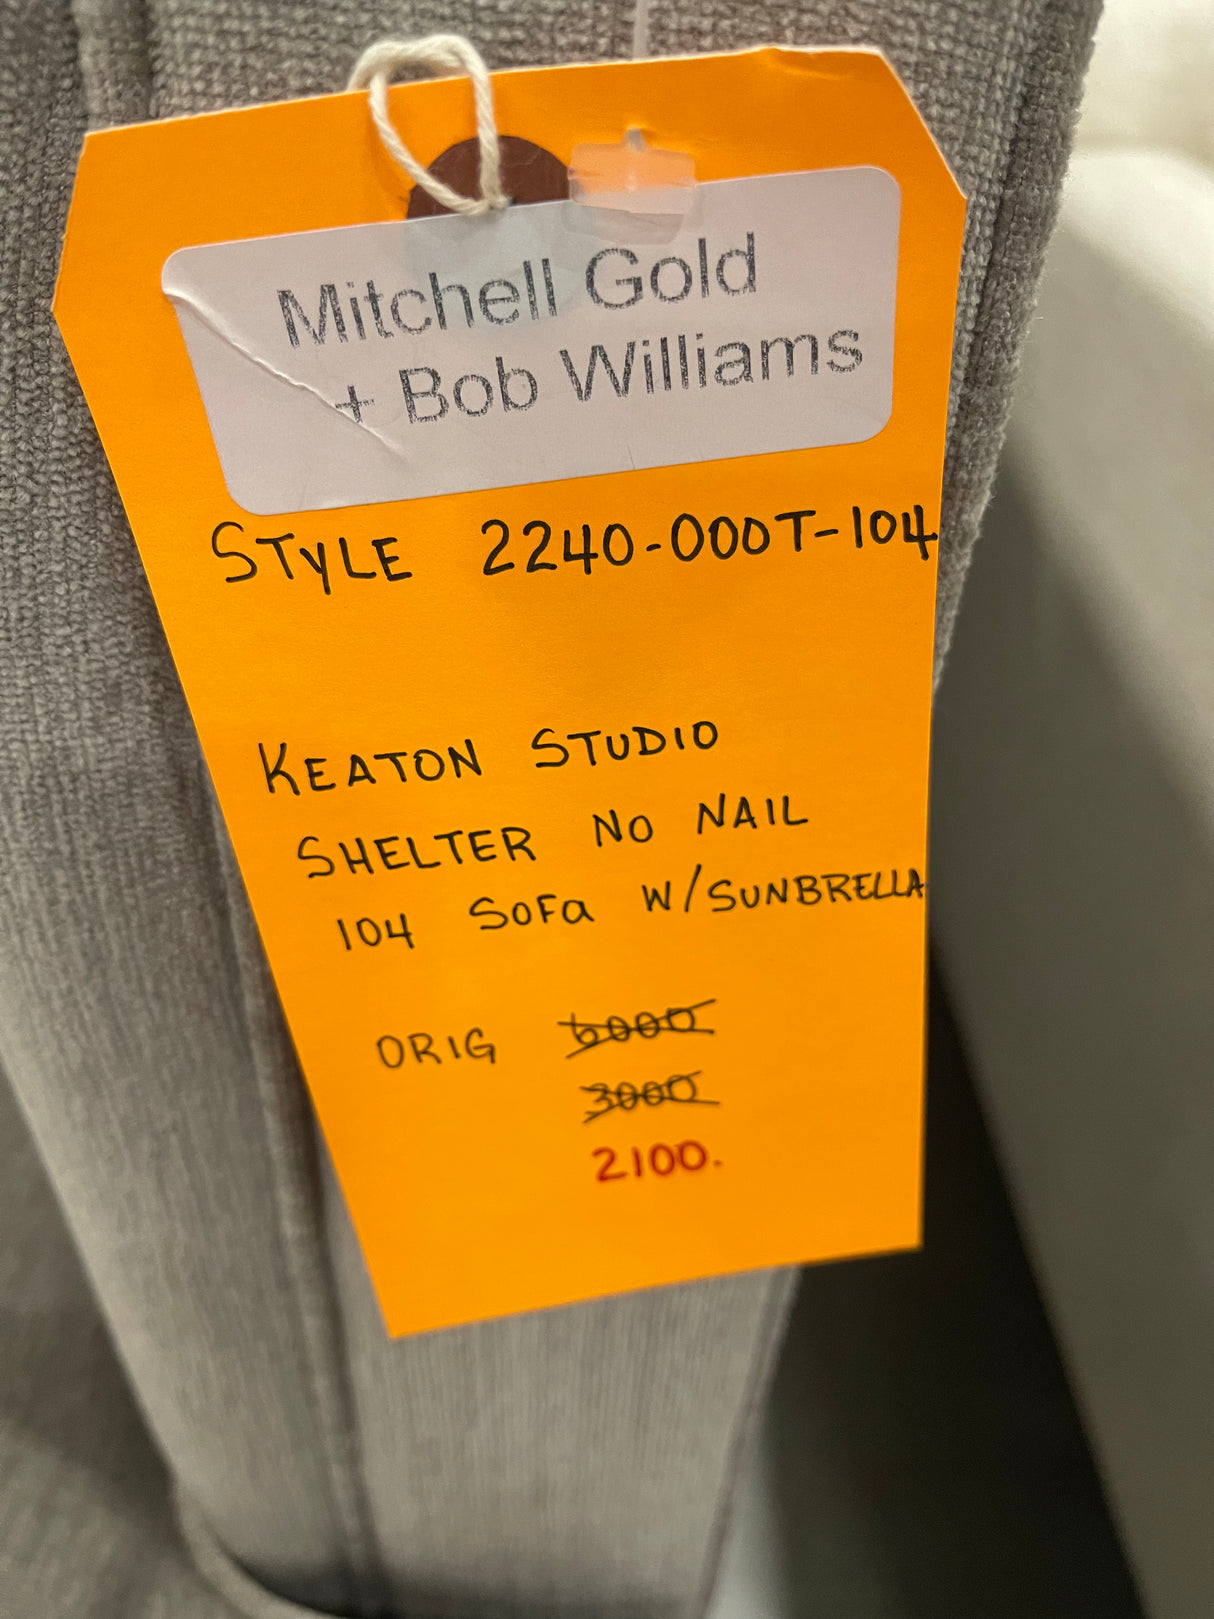 Mitchell Gold
+ Bob Williams
STYLE 2240-000T-104
KEATON STUDIO
SHELTER NO NAIL
104 SOFA W/SUNBRELLA
ORIG 6000
3000
2100.